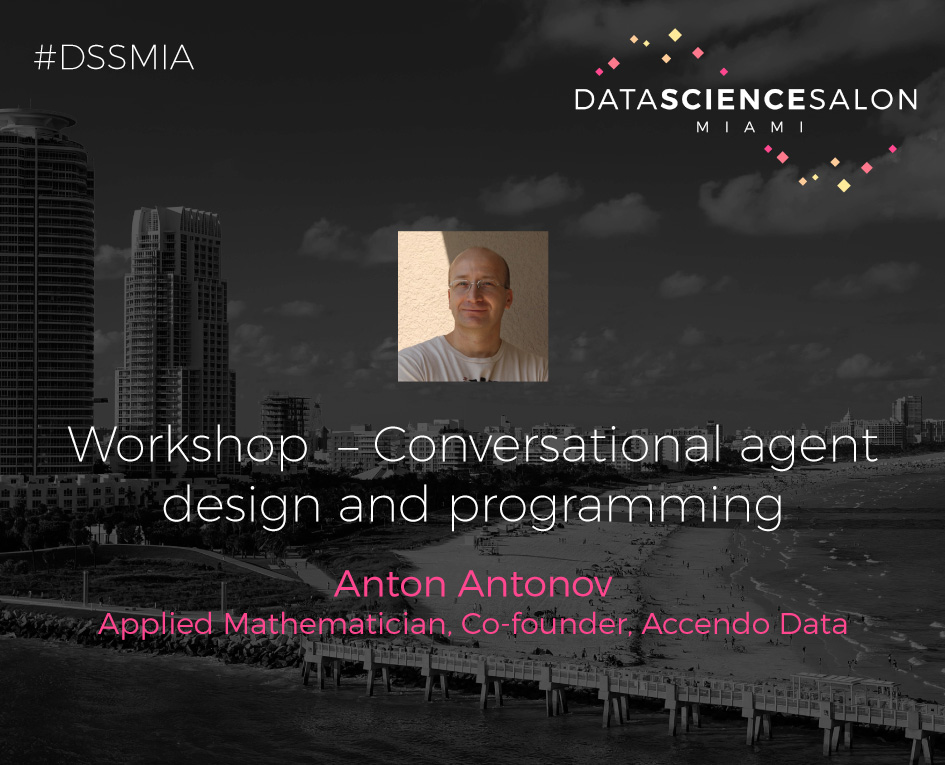 #DSSMIA
DATASCIENCESALON
MIAMI
Workshop – Conversational agent
design and programming
Anton Antonov
Applied Mathematician, Co-founder, Accendo Data